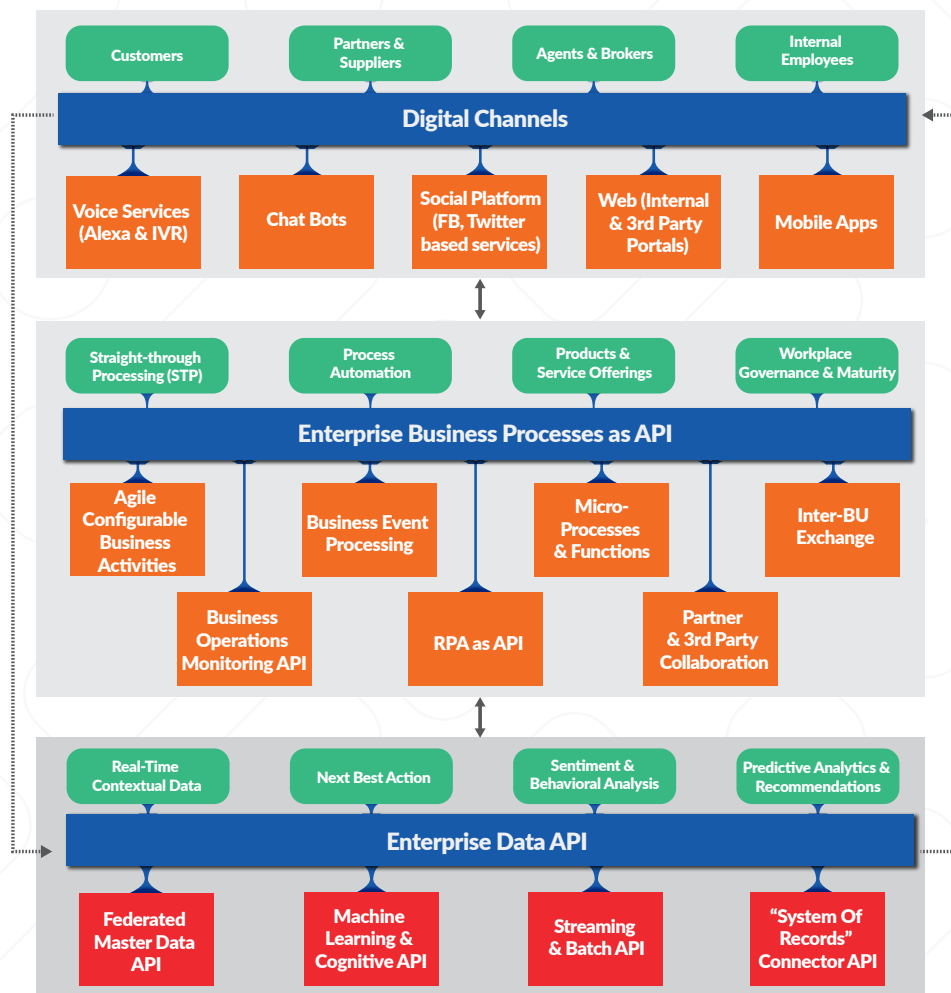 Customers
Partners &
Suppliers
Agents & Brokers
Internal
Employees
Digital Channels
Voice Services
(Alexa & IVR)
Chat Bots
Social Platform
(FB, Twitter
based services)
Web (Internal
& 3rd Party
Portals)
Mobile Apps
Straight-through
Processing (STP)
Process
Automation
Products &
Service Offerings
Workplace
Governance & Maturity
Enterprise Business Processes as API
Agile
Configurable
Business
Activities
Business Event
Processing
Micro-
Processes
& Functions
Inter-BU
Exchange
Business
Operations
Monitoring API
RPA as API
Partner
& 3rd Party
Collaboration
Real-Time
Contextual Data
Next Best Action
Sentiment &
Behavioral Analysis
Predictive Analytics &
Recommendations
Enterprise Data API
Federated
Master Data
API
Machine
Learning &
Cognitive API
Streaming
& Batch API
“System Of
Records”
Connector API